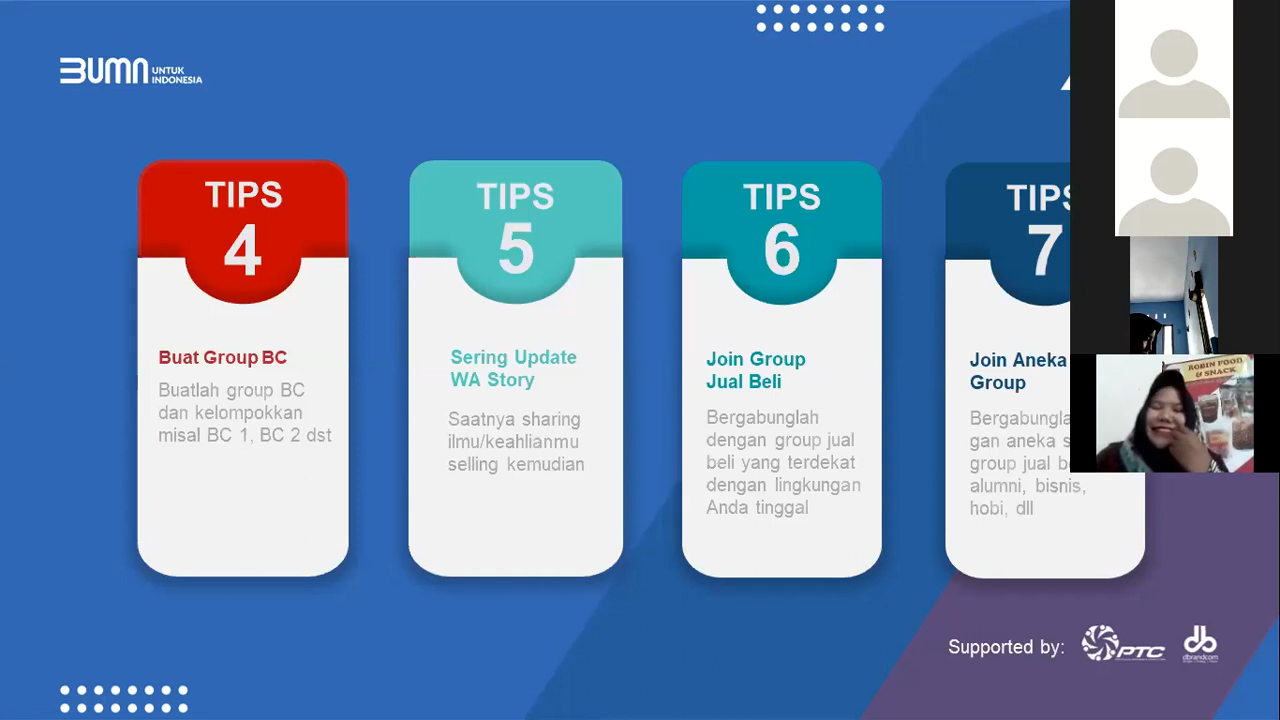 BUMN UNTUK
INDONESIA
TIPS
4
Buat Group BC
Buatlah group BC
dan kelompokkan
misal BC 1, BC 2 dst
TIPS
5
Sering Update
WA Story
Saatnya sharing
ilmu/keahlianmu
selling kemudian
TIPS
6
Join Group
Jual Beli
Bergabunglah
dengan group jual
beli yang terdekat
dengan lingkungan
Anda tinggal
TIPS
7
Join Aneka
Group
Bergabungla
gan aneka s
group jual b
alumni, bisnis,
hobi, dll
ROBIN FOOD
& SNACK
Supported by:
PTC
dbrandcom